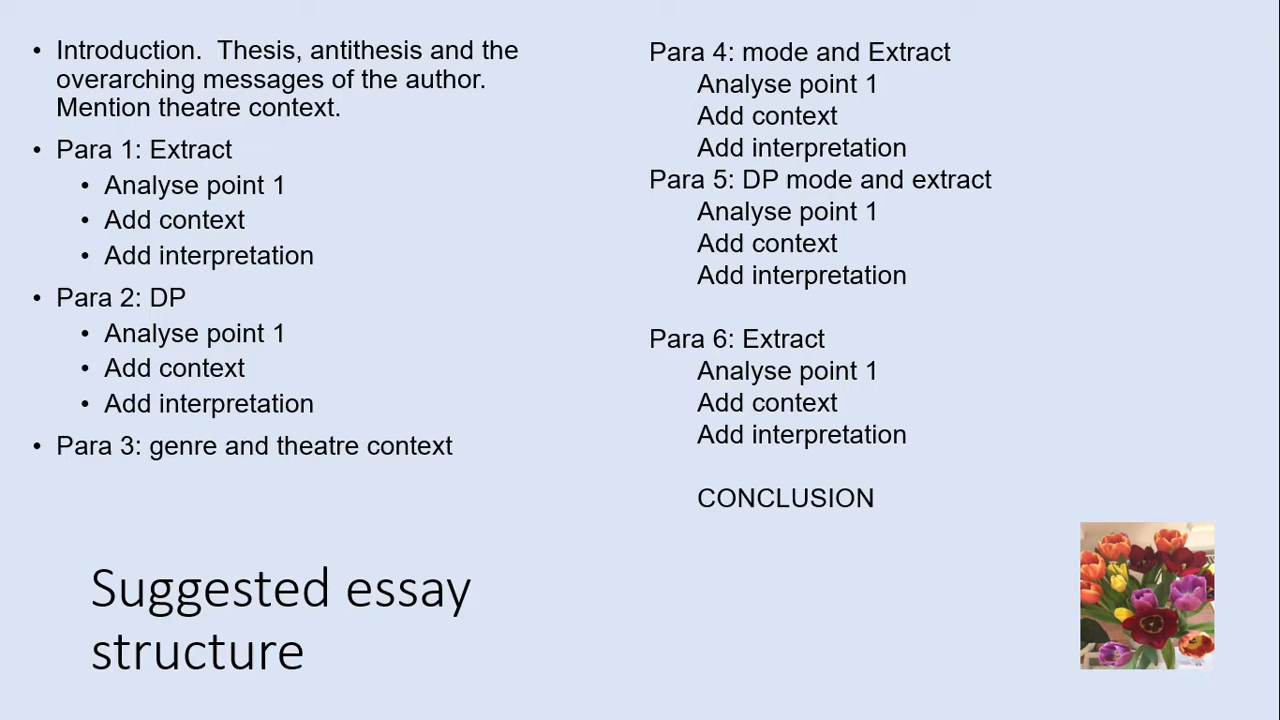 • Introduction.  Thesis, antithesis and the
overarching messages of the author.
Mention theatre context.
• Para 1: Extract
• Analyse point 1
• Add context
• Add interpretation
• Para 2: DP
• Analyse point 1
• Add context
• Add interpretation
• Para 3: genre and theatre context
Para 4: mode and Extract
Analyse point 1
Add context
Add interpretation
Para 5: DP mode and extract
Analyse point 1
Add context
Add interpretation
Para 6: Extract
Analyse point 1
Add context
Add interpretation
CONCLUSION
Suggested essay
structure